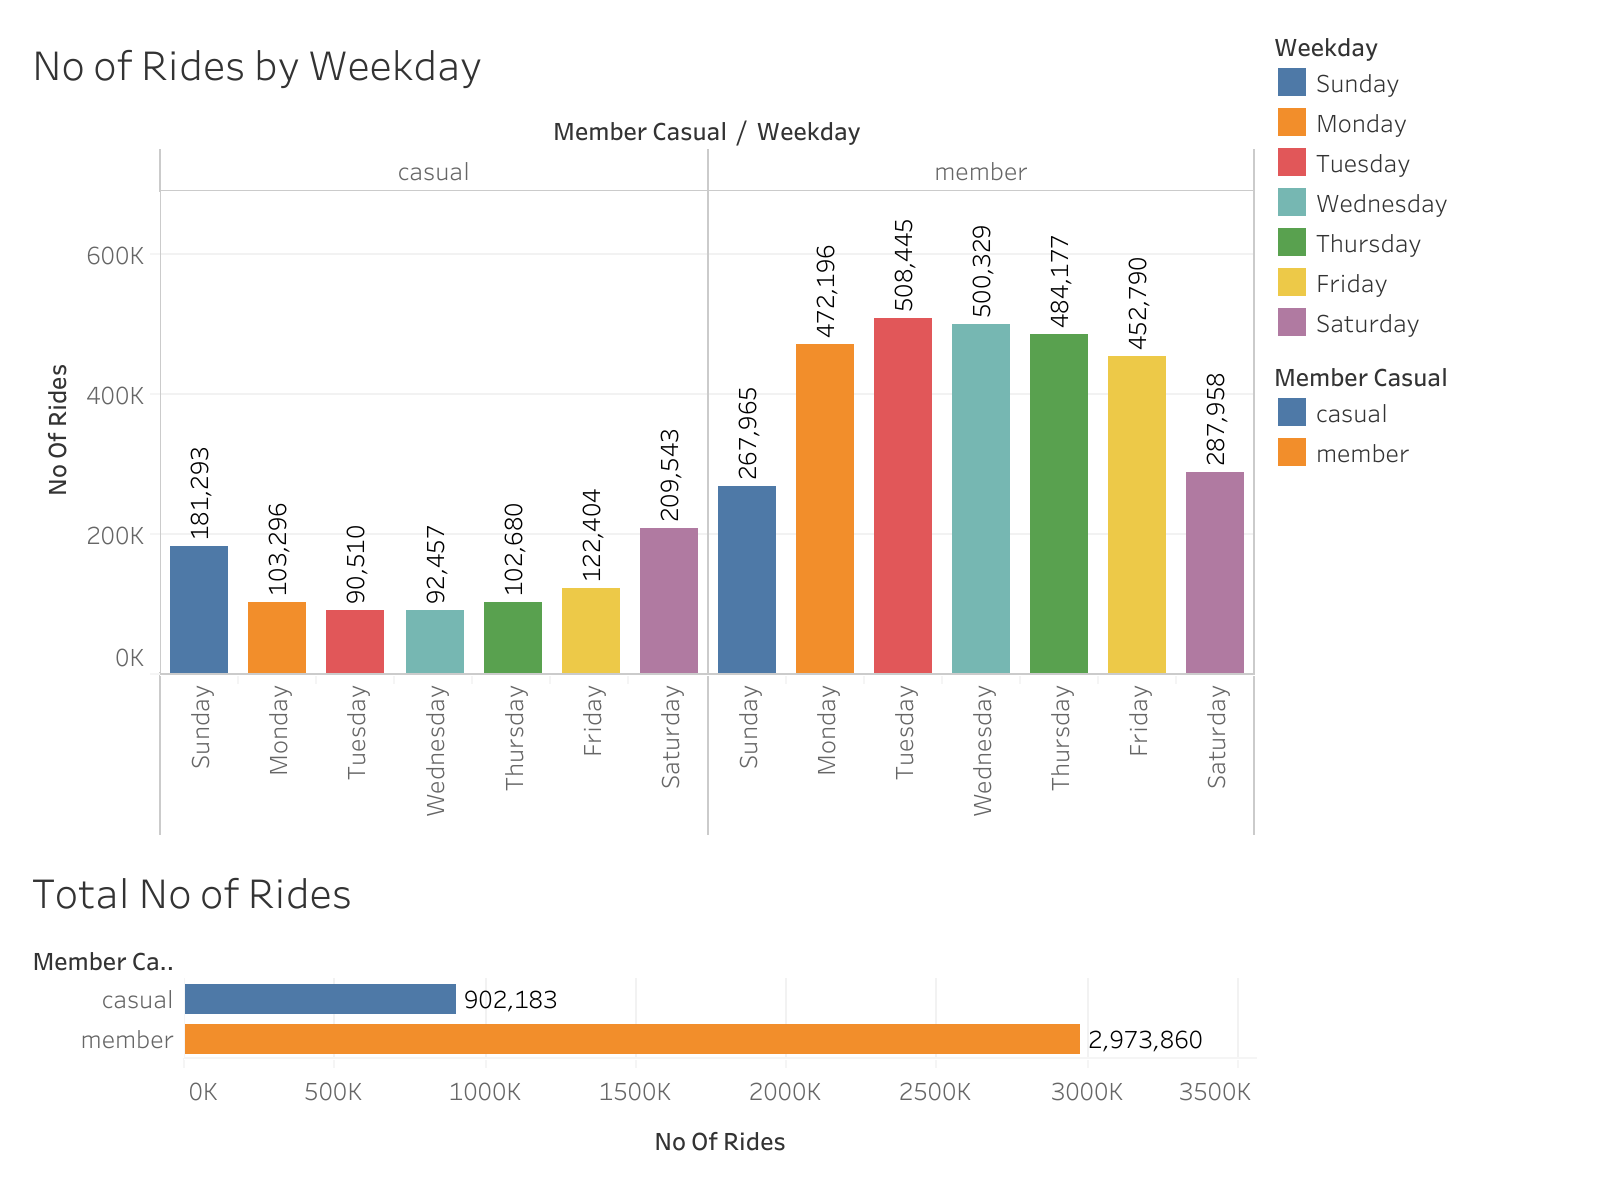 No of Rides by Weekday
Member Casual / Weekday
casual
member
No Of Rides
600K
400K
200K
0K
181,293
103,296
90,510
92,457
102,680
122,404
209,543
267,965
472,196
508,445
500,329
484,177
452,790
287,958
Sunday
Monday
Tuesday
Wednesday
Thursday
Friday
Saturday
Sunday
Monday
Tuesday
Wednesday
Thursday
Friday
Saturday
Weekday
Sunday
Monday
Tuesday
Wednesday
Thursday
Friday
Saturday
Member Casual
casual
member
Total No of Rides
Member Ca..
casual 902,183
member 2,973,860
0K 500K 1000K 1500K 2000K 2500K 3000K 3500K
No Of Rides